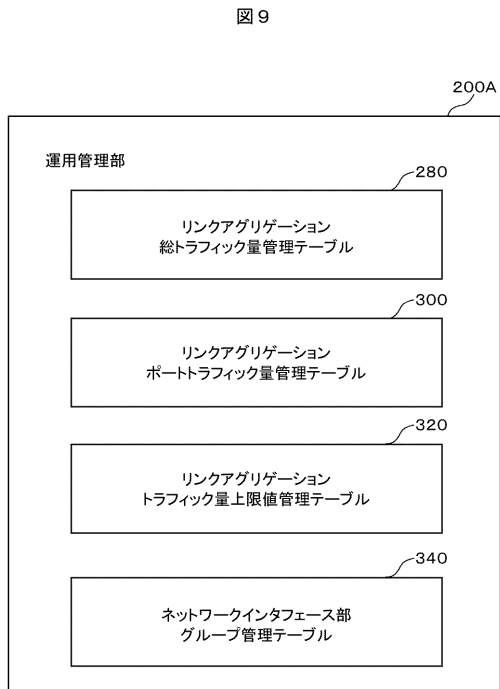 図9
200A
運用管理部
280
リンクアグリゲーション
総トラフィック量管理テーブル
300
リンクアグリゲーション
ポートトラフィック量管理テーブル
320
リンクアグリゲーション
トラフィック量上限値管理テーブル
340
ネットワークインタフェース部
グループ管理テーブル